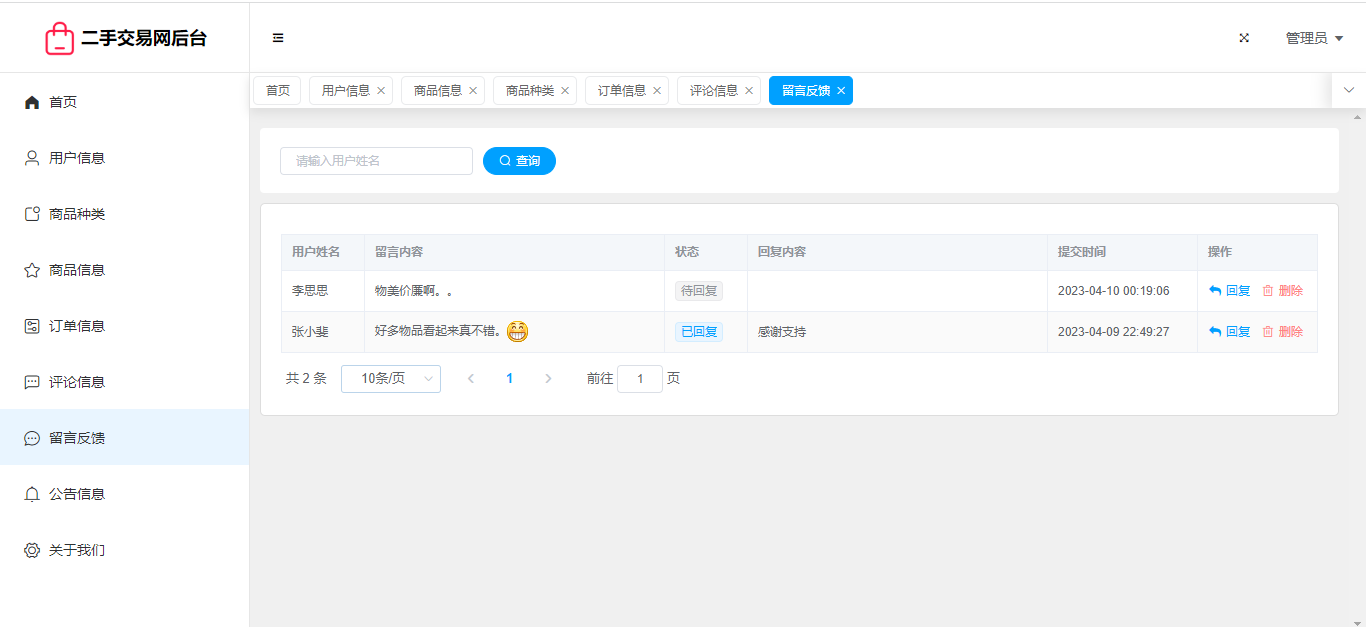 二手交易网后台
管理员
首页 用户信息 商品信息 商品种类 订单信息 评论信息 留言反馈
首页
用户信息
商品种类
商品信息
订单信息
评论信息
留言反馈
公告信息
关于我们
请输入用户姓名 查询
用户姓名 留言内容 状态 回复内容 提交时间 操作
李思思 物美价廉啊。。 待回复 2023-04-10 00:19:06 回复 删除
张小斐 好多物品看起来真不错。😁 已回复 感谢支持 2023-04-09 22:49:27 回复 删除
共 2 条 10条/页 1 前往 1 页